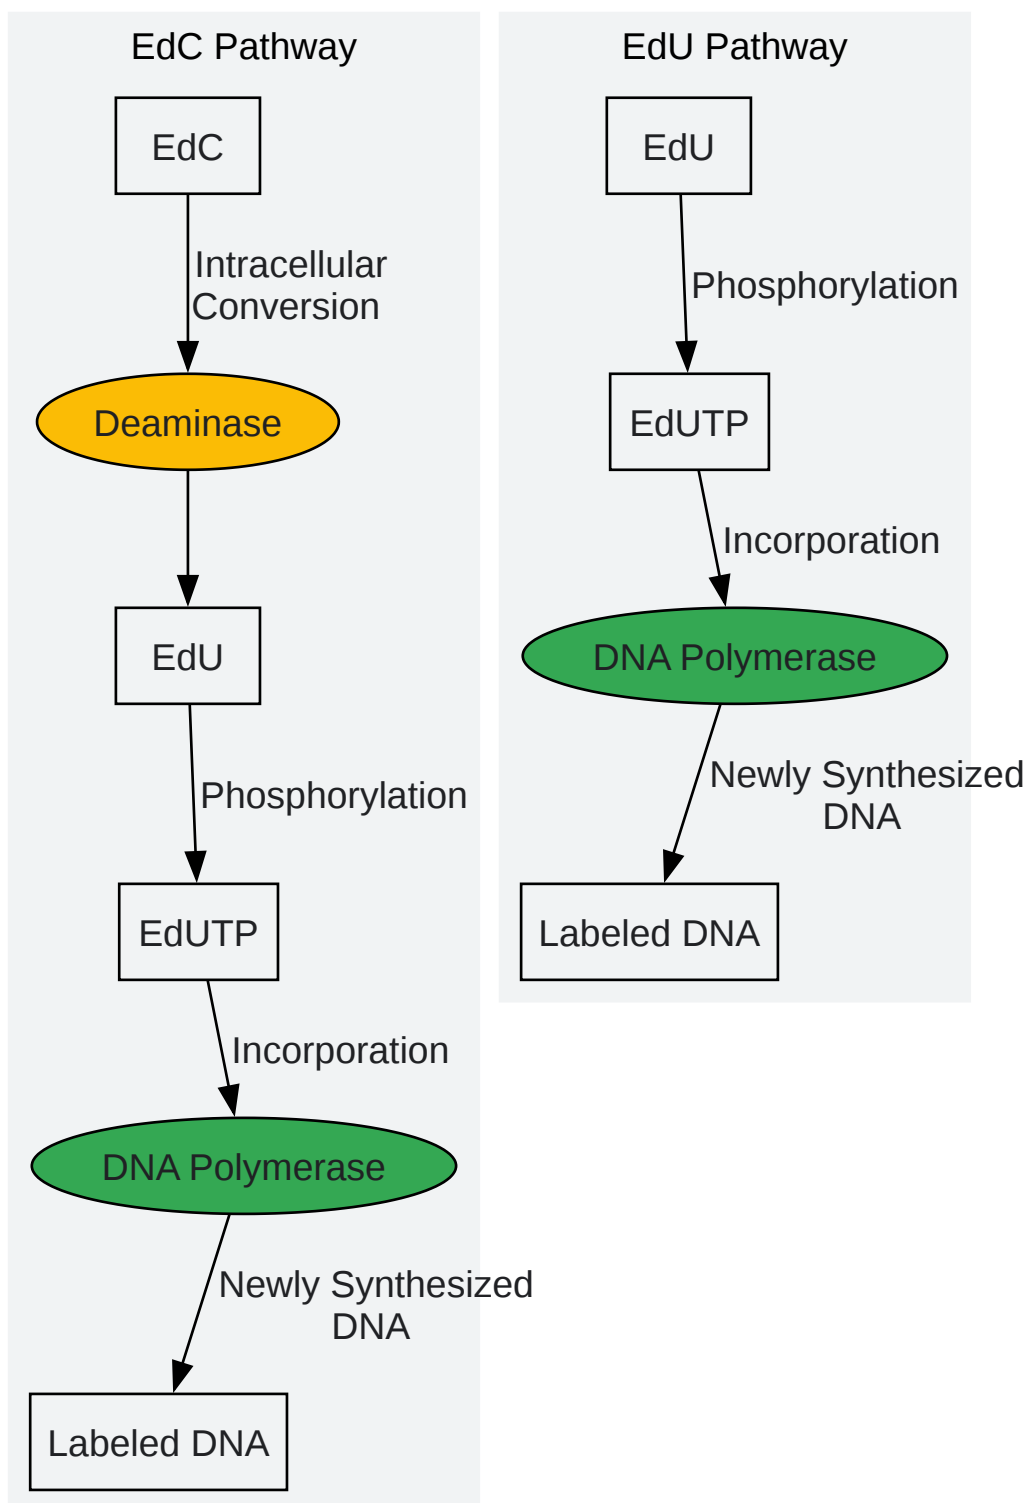 EdC Pathway
EdC
Intracellular
Conversion
Deaminase
EdU
Phosphorylation
EdUTP
Incorporation
DNA Polymerase
Newly Synthesized
DNA
Labeled DNA
EdU Pathway
EdU
Phosphorylation
EdUTP
Incorporation
DNA Polymerase
Newly Synthesized
DNA
Labeled DNA